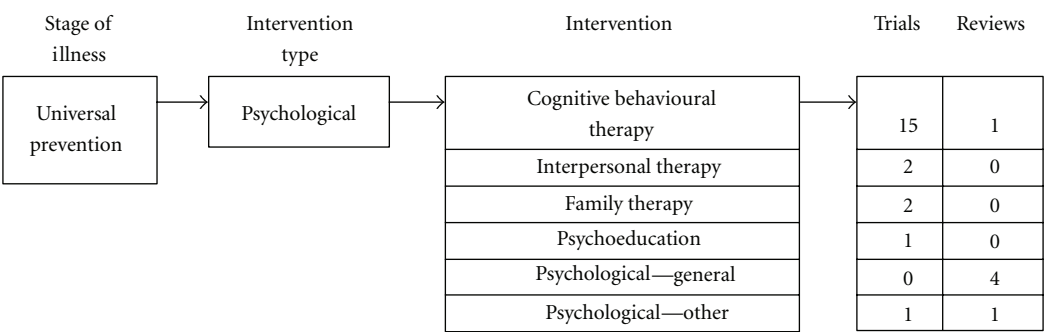 Stage of illness Intervention type Intervention Trials Reviews
Universal prevention Psychological Cognitive behavioural therapy 15 1
Interpersonal therapy 2 0
Family therapy 2 0
Psychoeducation 1 0
Psychological—general 0 4
Psychological—other 1 1